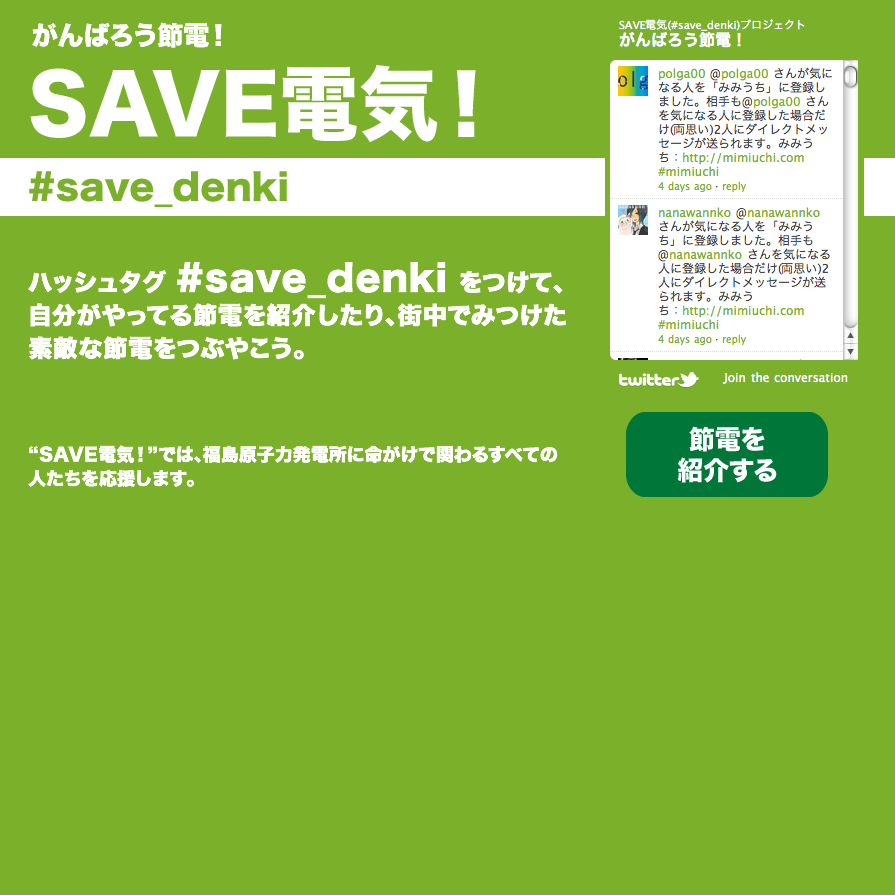 がんばろう節電！
SAVE電気！
#save_denki
ハッシュタグ #save_denki をつけて、
自分がやってる節電を紹介したり、街中でみつけた
素敵な節電をつぶやこう。
“SAVE電気！”では、福島原子力発電所に命がけで関わるすべての
人たちを応援します。
SAVE電気(#save_denki)プロジェクト
がんばろう節電！
polga00 @polga00 さんが気に
なる人を「みみうち」に登録し
ました。相手も@polga00 さん
を気になる人に登録した場合だ
け(両思い)2人にダイレクトメッ
セージが送られます。みみう
ち：http://mimiuchi.com
#mimiuchi
4 days ago · reply
nanawannko @nanawannko
さんが気になる人を「みみう
ち」に登録しました。相手も
@nanawannko さんを気になる
人に登録した場合だけ(両思い)2
人にダイレクトメッセージが送
られます。みみう
ち：http://mimiuchi.com
#mimiuchi
4 days ago · reply
twitter
Join the conversation
節電を
紹介する